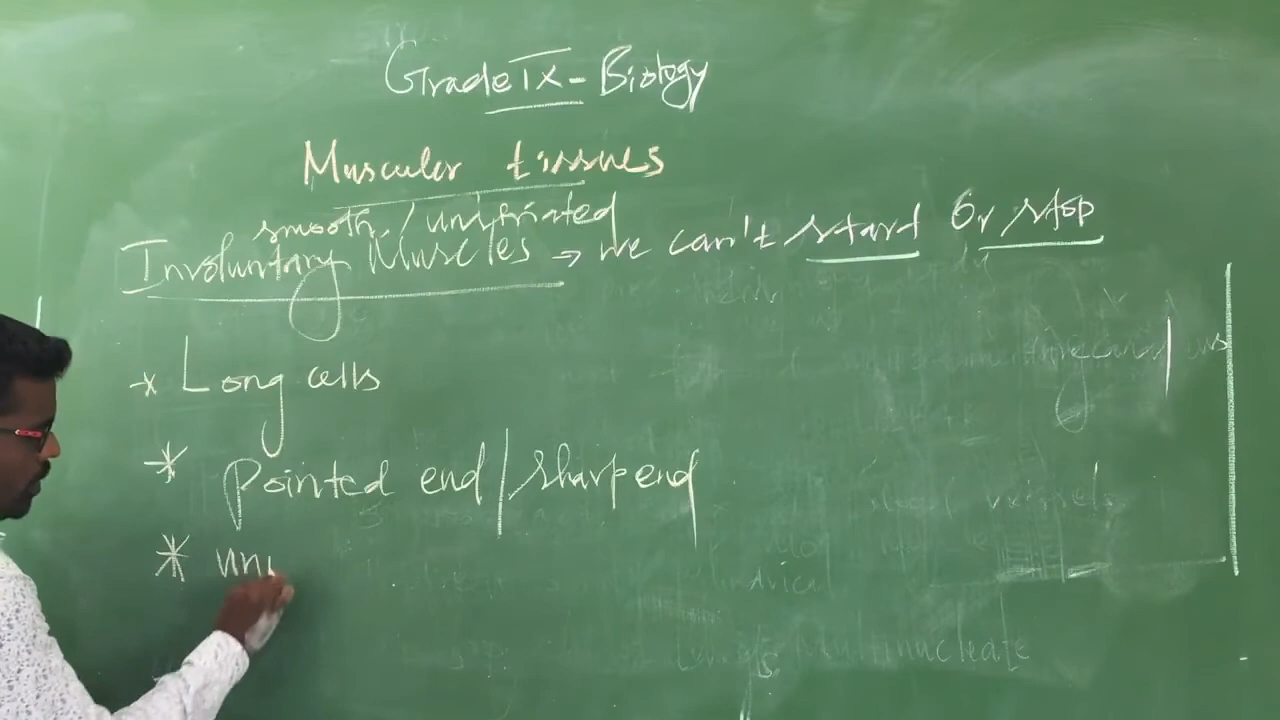 Grade IX - Biology
Muscular tissues
smooth / unstriated
Involuntary Muscles → we can't start Or stop
* Long cells
* Pointed end / sharp end
* uni
multinucleate